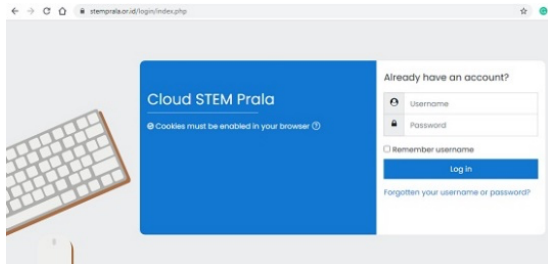 stemprala.or.id/login/index.php
Cloud STEM Prala
Cookies must be enabled in your browser
Already have an account?
Username
Password
Remember username
Log in
Forgotten your username or password?